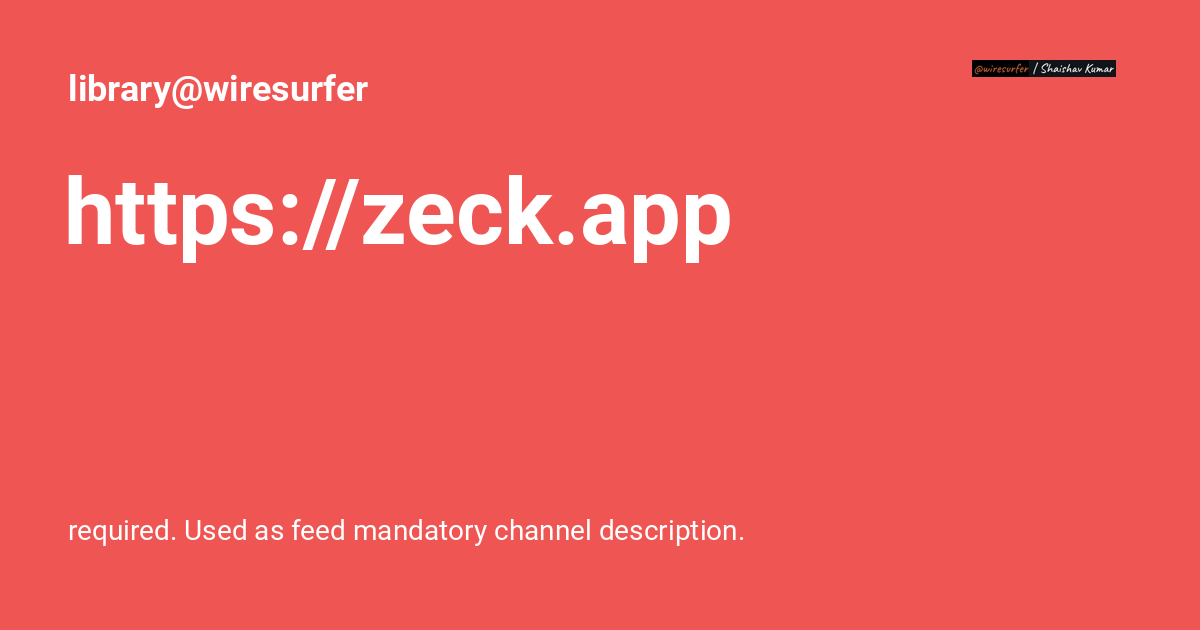 library@wiresurfer
@wiresurfer | Shaishav Kumar
https://zeck.app
required. Used as feed mandatory channel description.